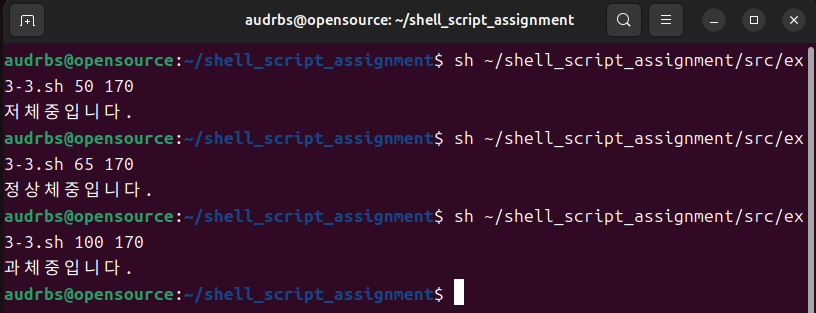 audrbs@opensource: ~/shell_script_assignment
audrbs@opensource:~/shell_script_assignment$ sh ~/shell_script_assignment/src/ex
3-3.sh 50 170
저체중입니다.
audrbs@opensource:~/shell_script_assignment$ sh ~/shell_script_assignment/src/ex
3-3.sh 65 170
정상체중입니다.
audrbs@opensource:~/shell_script_assignment$ sh ~/shell_script_assignment/src/ex
3-3.sh 100 170
과체중입니다.
audrbs@opensource:~/shell_script_assignment$